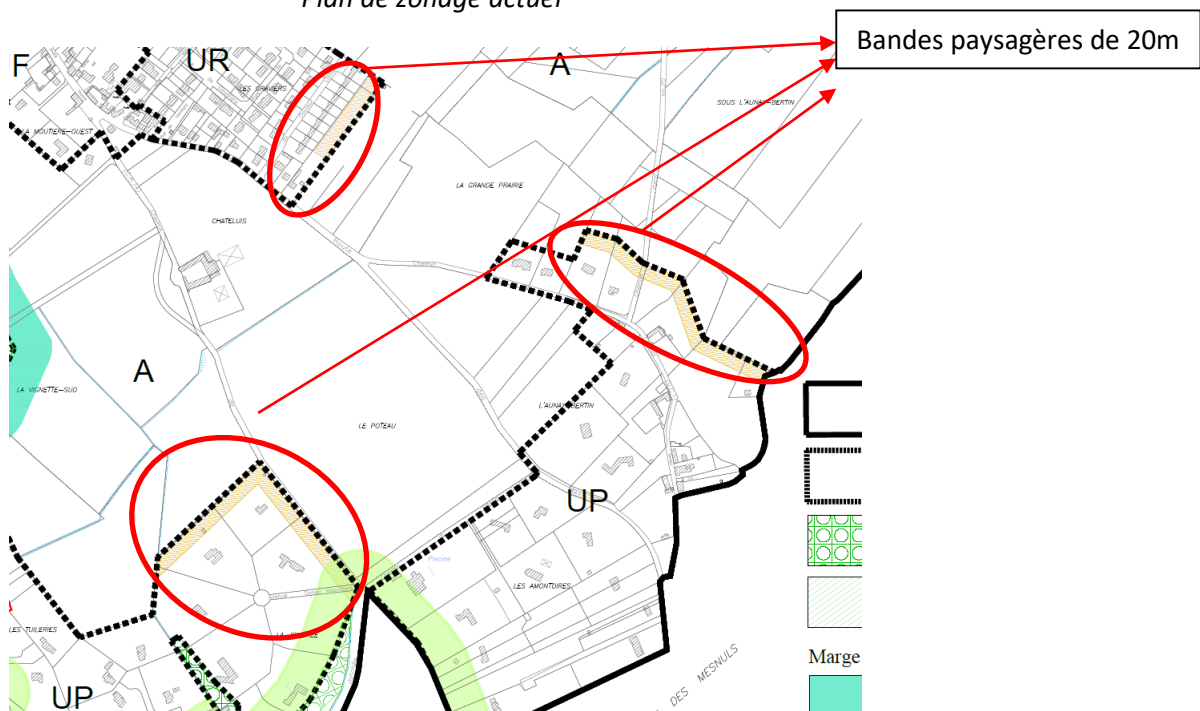 Plan de zonage actuel
Bandes paysagères de 20m
F
UR
A
LES GRAVIERS
SOUS L'AUNAY-BERTIN
LA MOUTIERE-OUEST
LA GRANDE PRAIRIE
CHATELUIS
A
LA VIGNETTE-SUD
L'AUNAY BERTIN
LE POTEAU
UP
LES AMONTOIRES
LES TUILERIES
DES MESNULS
Marge
UP